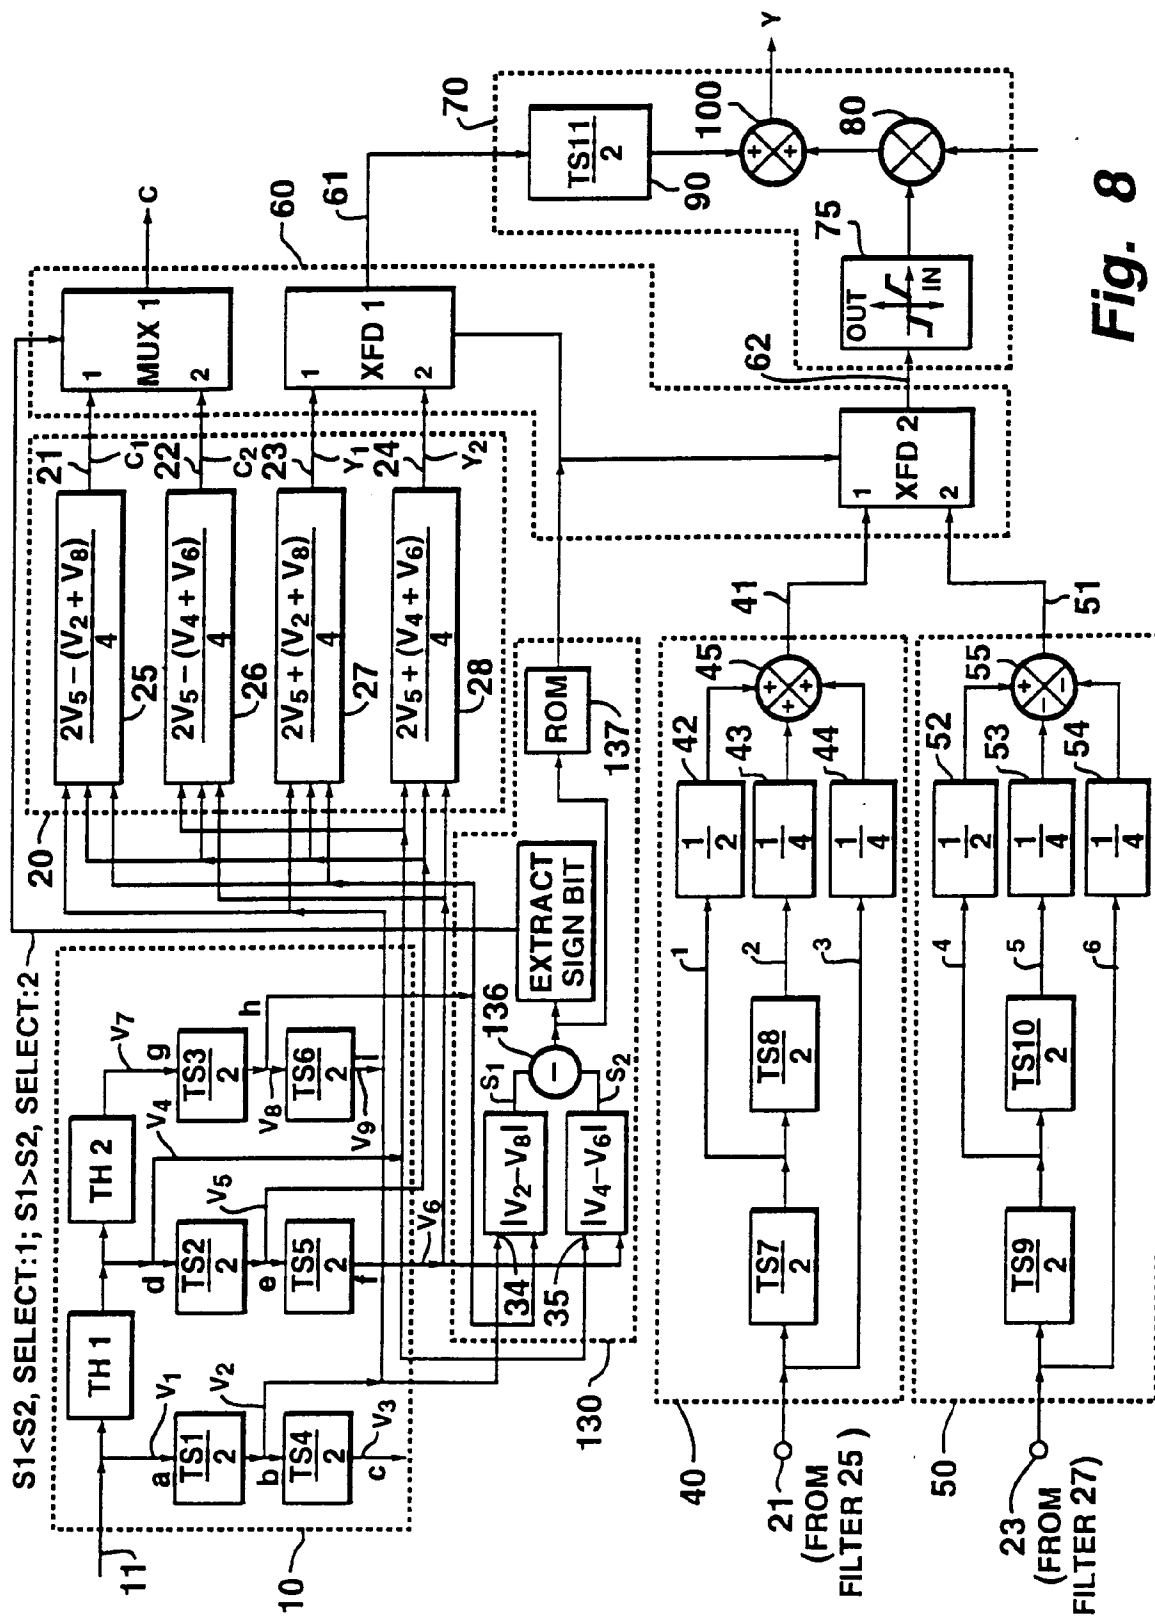 S1<S2, SELECT:1; S1>S2, SELECT:2
11
10
TH 1
TH 2
V1
a
TS1
2
V2
b
TS4
2
V3
c
d
TS2
2
V4
V5
e
TS5
2
f
V6
V7
g
TS3
2
h
V8
TS6
2
i
V9
20
2V5 – (V2 + V8)
4
25
2V5 – (V4 + V6)
4
26
2V5 + (V2 + V8)
4
27
2V5 + (V4 + V6)
4
28
21
C1
22
C2
23
Y1
24
Y2
1
MUX 1
2
C
1
XFD 1
2
60
61
130
34
|V2–V8|
35
|V4–V6|
S1
S2
–
136
EXTRACT
SIGN BIT
ROM
137
1
XFD 2
2
62
70
TS11
2
90
100
+
+
Y
80
75
OUT
IN
40
21
(FROM
FILTER 25 )
TS7
2
TS8
2
1
2
3
1
2
42
1
4
43
1
4
44
45
+
+
+
41
50
23
(FROM
FILTER 27)
TS9
2
TS10
2
4
5
6
1
2
52
1
4
53
1
4
54
55
+
–
–
51
Fig. 8